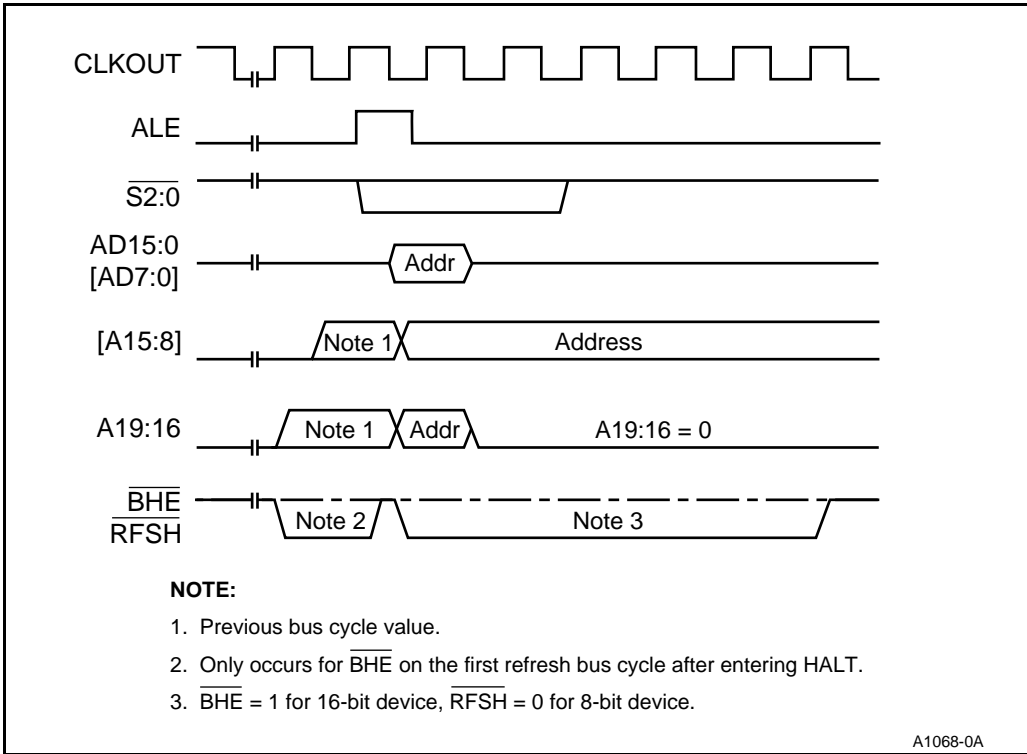 CLKOUT
ALE
S2:0
AD15:0
[AD7:0]
Addr
[A15:8]
Note 1
Address
A19:16
Note 1
Addr
A19:16 = 0
BHE
RFSH
Note 2
Note 3
NOTE:
1. Previous bus cycle value.
2. Only occurs for BHE on the first refresh bus cycle after entering HALT.
3. BHE = 1 for 16-bit device, RFSH = 0 for 8-bit device.
A1068-0A